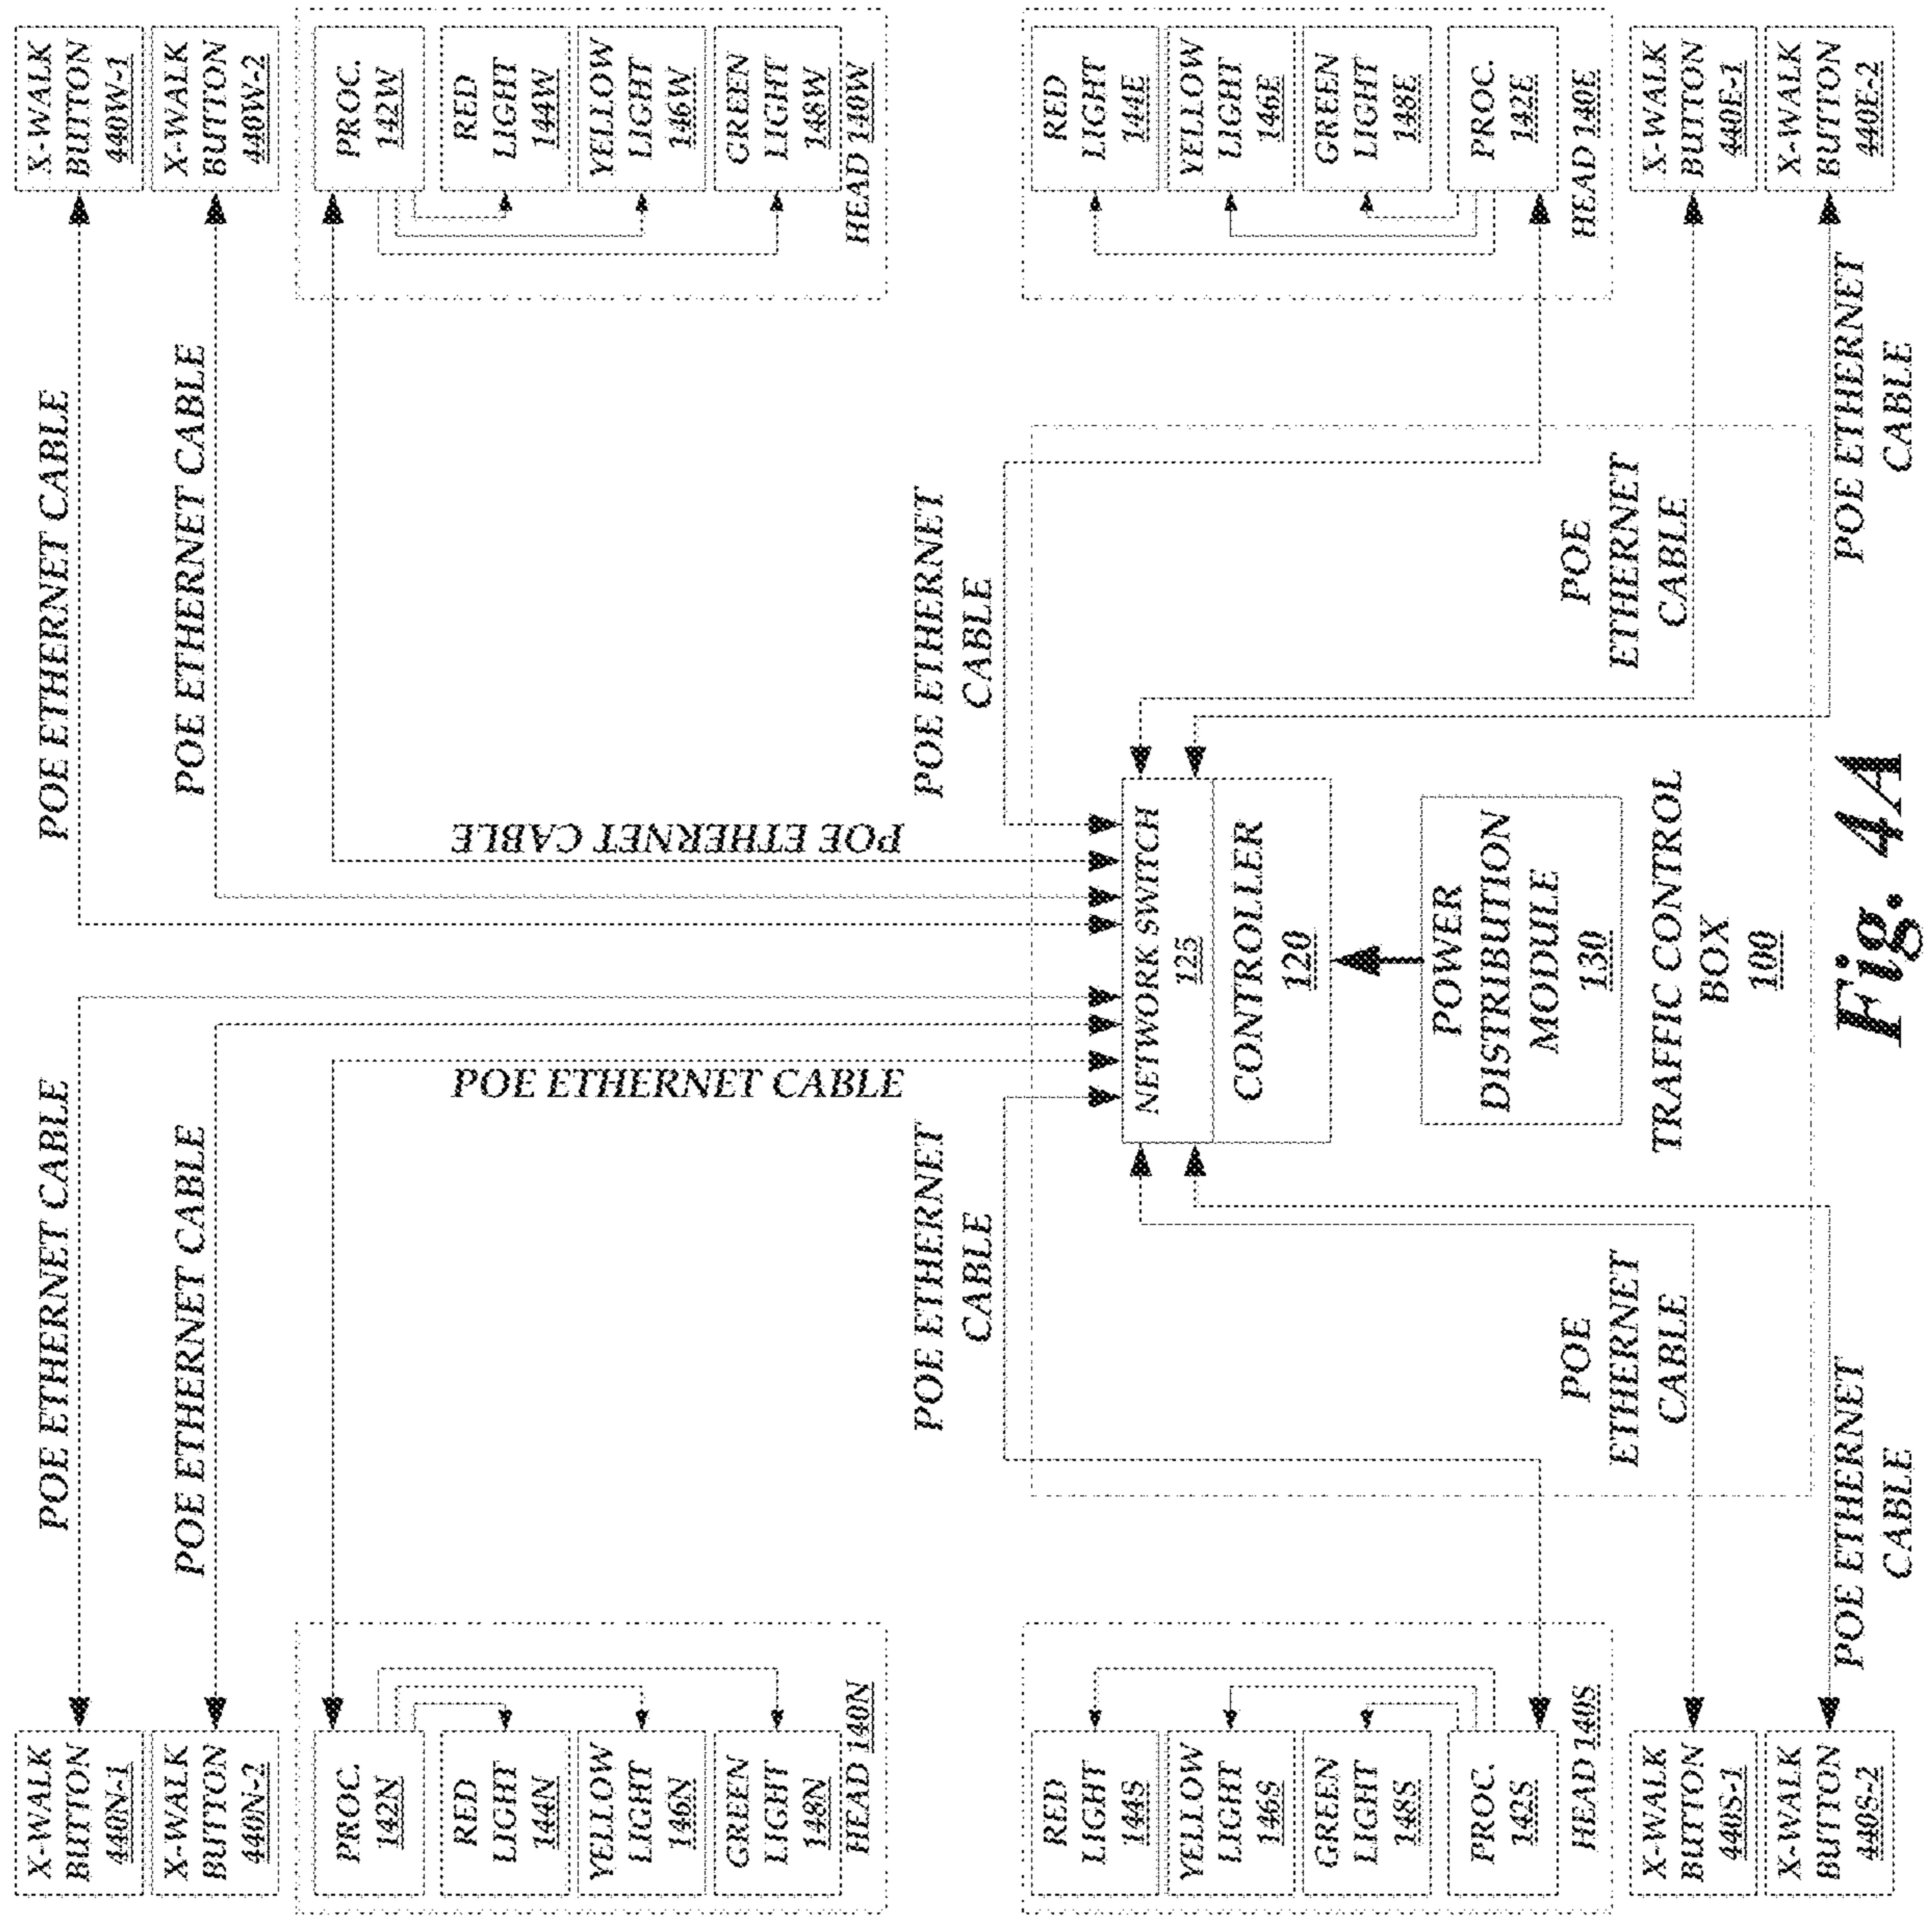 X-WALK
BUTTON
440N-1
X-WALK
BUTTON
440N-2
PROC.
142N
RED
LIGHT
144N
YELLOW
LIGHT
146N
GREEN
LIGHT
148N
HEAD 140N
POE ETHERNET CABLE
POE ETHERNET CABLE
POE ETHERNET CABLE
POE ETHERNET CABLE
POE ETHERNET CABLE
POE ETHERNET CABLE
X-WALK
BUTTON
440W-1
X-WALK
BUTTON
440W-2
PROC.
142W
RED
LIGHT
144W
YELLOW
LIGHT
146W
GREEN
LIGHT
148W
HEAD 140W
POE ETHERNET
CABLE
POE ETHERNET
CABLE
RED
LIGHT
144S
YELLOW
LIGHT
146S
GREEN
LIGHT
148S
PROC.
142S
HEAD 140S
X-WALK
BUTTON
440S-1
X-WALK
BUTTON
440S-2
POE
ETHERNET
CABLE
POE ETHERNET
CABLE
NETWORK SWITCH
125
CONTROLLER
120
POWER
DISTRIBUTION
MODULE
130
TRAFFIC CONTROL
BOX
100
POE
ETHERNET
CABLE
POE ETHERNET
CABLE
RED
LIGHT
144E
YELLOW
LIGHT
146E
GREEN
LIGHT
148E
PROC.
142E
HEAD 140E
X-WALK
BUTTON
440E-1
X-WALK
BUTTON
440E-2
Fig. 4A